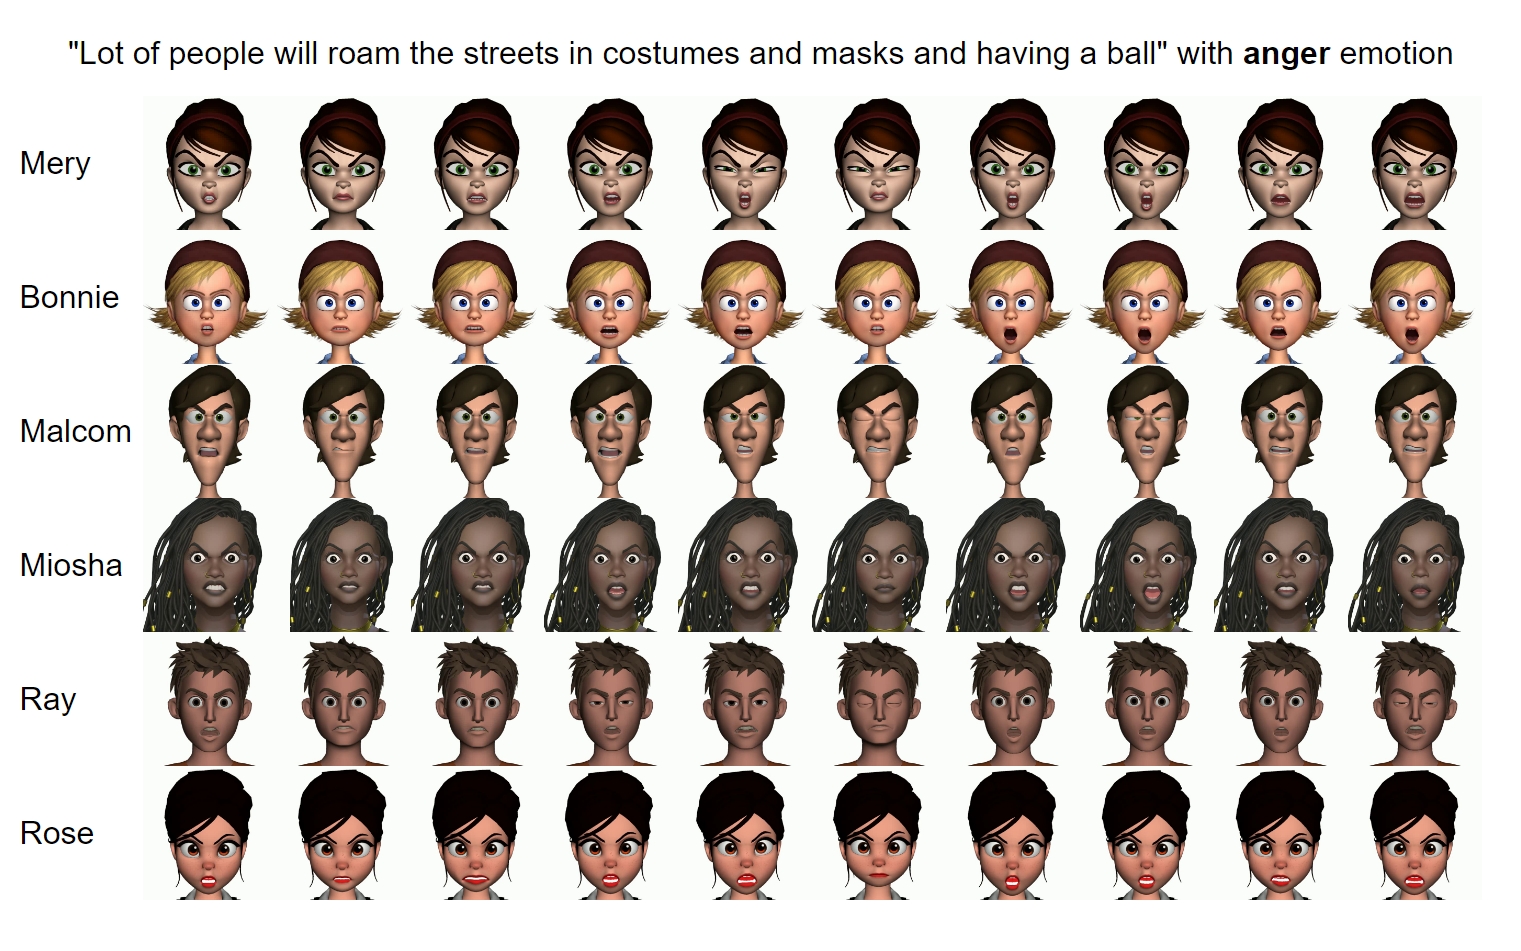 "Lot of people will roam the streets in costumes and masks and having a ball" with anger emotion
Mery
Bonnie
Malcom
Miosha
Ray
Rose